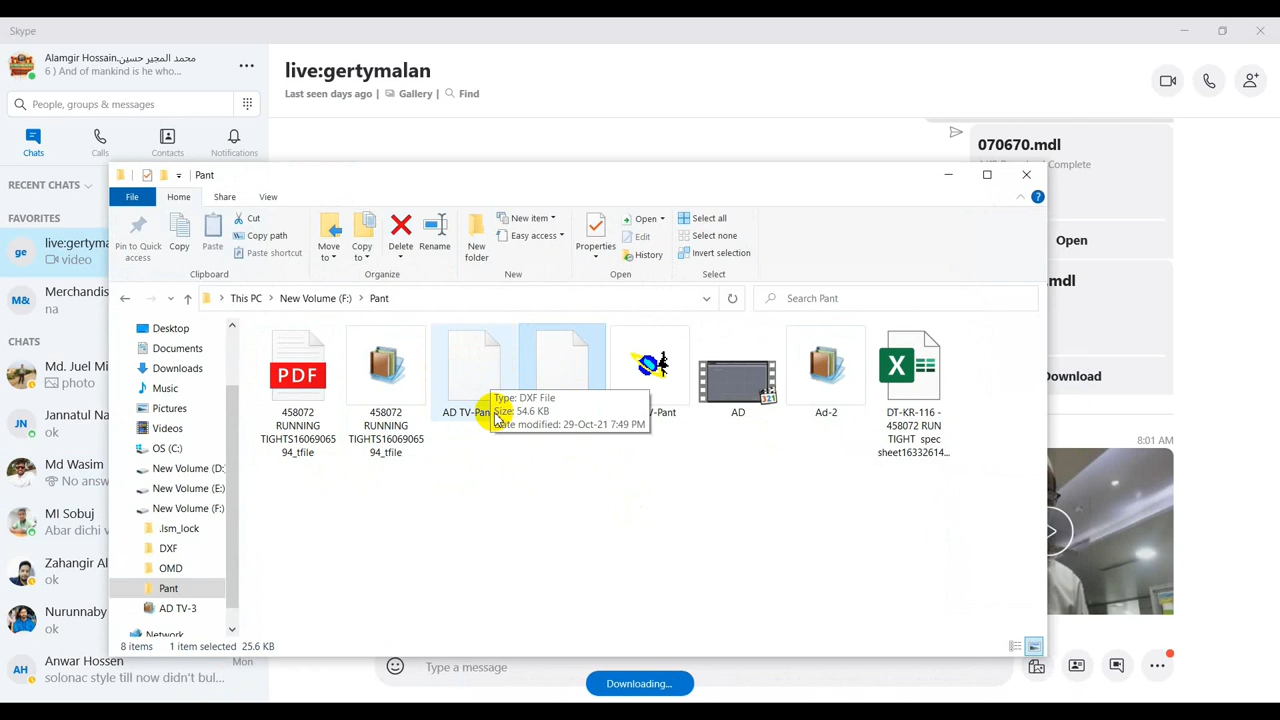 Skype
Alamgir Hossain.محمد المجير حسين
6 ) And of mankind is he who...
People, groups & messages
Chats
Calls
Contacts
Notifications
RECENT CHATS
FAVORITES
live:gertyma
video
M&
Merchandis
na
CHATS
Md. Juel Mi
photo
JN
Jannatul Na
ok
Md Wasim
No answ
MI Sobuj
Abar dichi v
Zahangir Al
ok
Nurunnaby
ok
AH
Anwar Hossen
Mon
solonac style till now didn't bul...
live:gertymalan
Last seen days ago | Gallery | Find
070670.mdl
Complete
Open
.mdl
Download
8:01 AM
Type a message
Downloading...
Pant
File
Home
Share
View
Pin to Quick access
Copy
Paste
Cut
Copy path
Paste shortcut
Clipboard
Move to
Copy to
Delete
Rename
Organize
New folder
New item
Easy access
New
Properties
Open
Edit
History
Open
Select all
Select none
Invert selection
Select
This PC > New Volume (F:) > Pant
Search Pant
Desktop
Documents
Downloads
Music
Pictures
Videos
OS (C:)
New Volume (D:
New Volume (E:)
New Volume (F:)
.lsm_lock
DXF
OMD
Pant
AD TV-3
Network
PDF
458072
RUNNING
TIGHTS16069065
94_tfile
458072
RUNNING
TIGHTS16069065
94_tfile
AD TV-Pan
Type: DXF File
Size: 54.6 KB
Date modified: 29-Oct-21 7:49 PM
V-Pant
321
AD
Ad-2
X
DT-KR-116 -
458072 RUN
TIGHT spec
sheet16332614...
8 items
1 item selected 25.6 KB